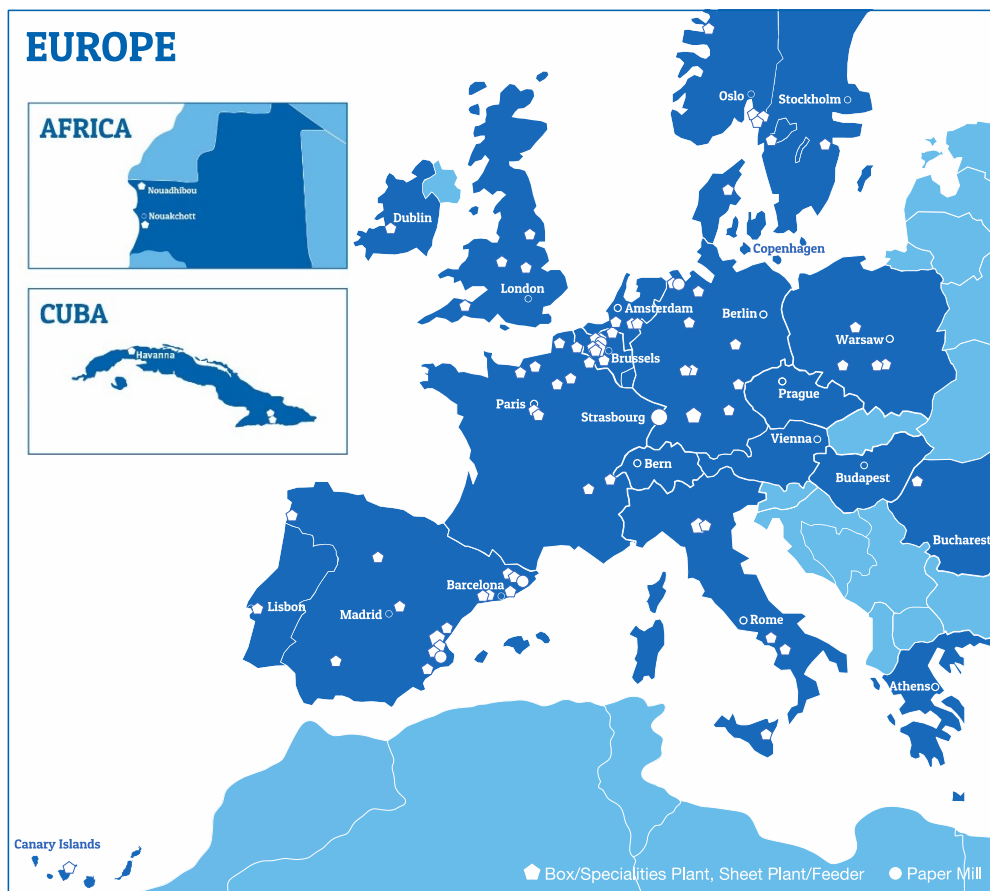 EUROPE
AFRICA
Nouadhibou
Nouakchott
CUBA
Havanna
Oslo
Stockholm
Dublin
Copenhagen
London
Amsterdam
Berlin
Warsaw
Brussels
Paris
Strasbourg
Prague
Vienna
Bern
Budapest
Bucharest
Barcelona
Lisbon
Madrid
Rome
Athens
Canary Islands
Box/Specialities Plant, Sheet Plant/Feeder
Paper Mill